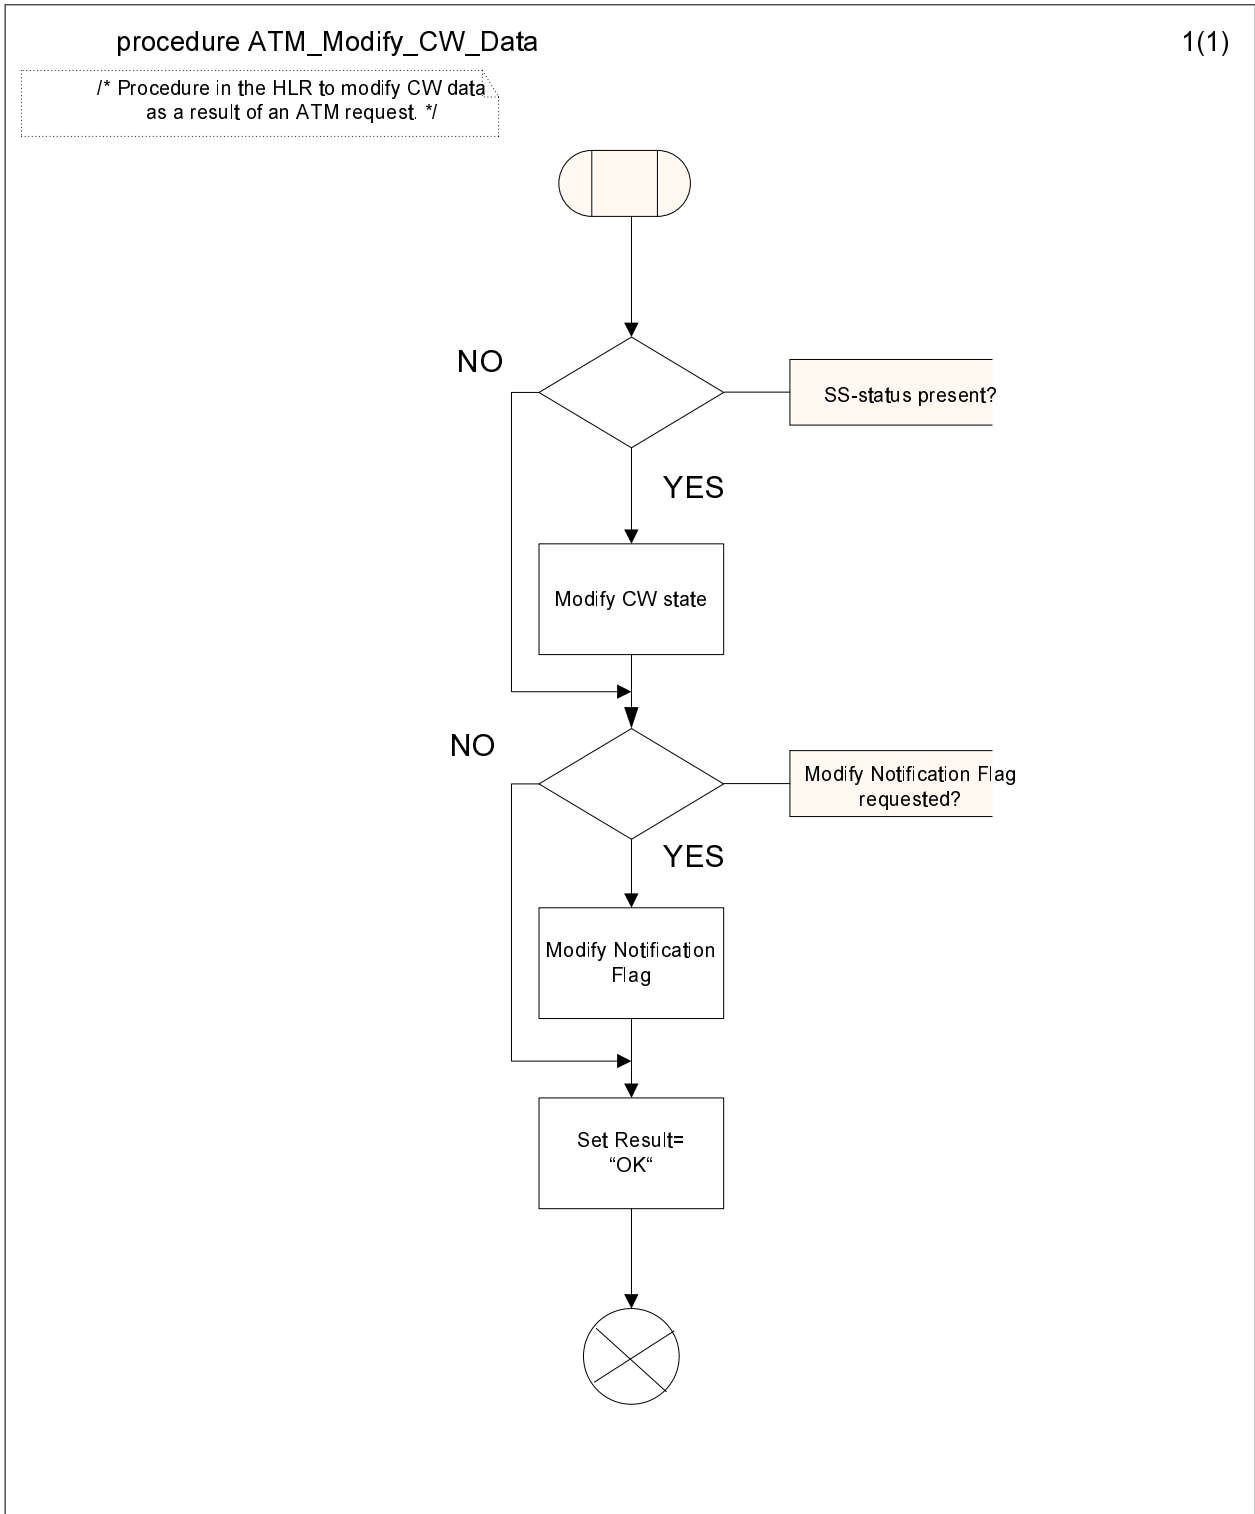 procedure ATM_Modify_CW_Data
1(1)
/* Procedure in the HLR to modify CW data
as a result of an ATM request. */
NO
SS-status present?
YES
Modify CW state
NO
Modify Notification Flag
requested?
YES
Modify Notification
Flag
Set Result=
“OK“